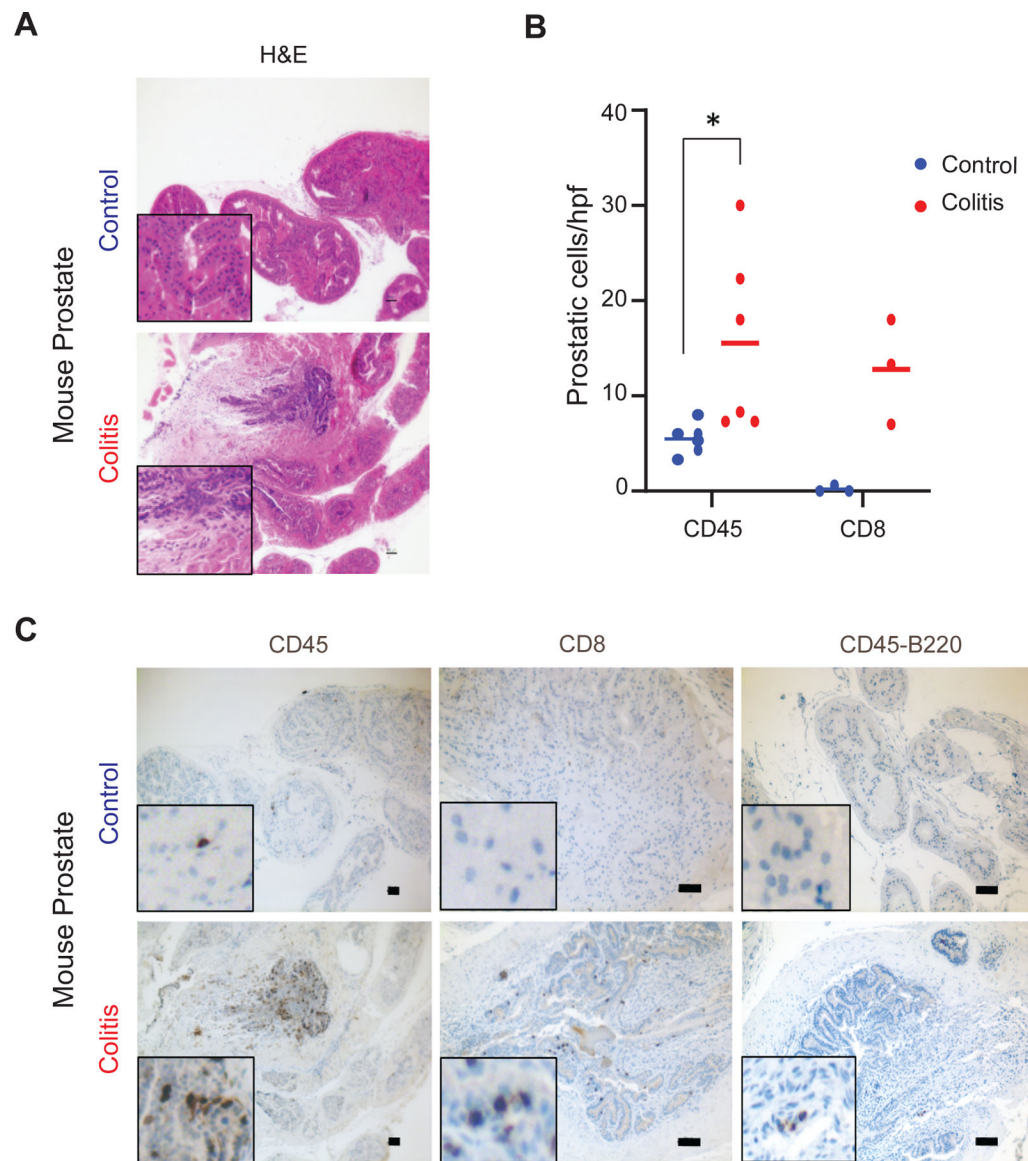 A
H&E
Mouse Prostate
Control
Colitis
B
Prostatic cells/hpf
40
30
20
10
0
*
Control
Colitis
CD45
CD8
C
CD45
CD8
CD45-B220
Mouse Prostate
Control
Colitis